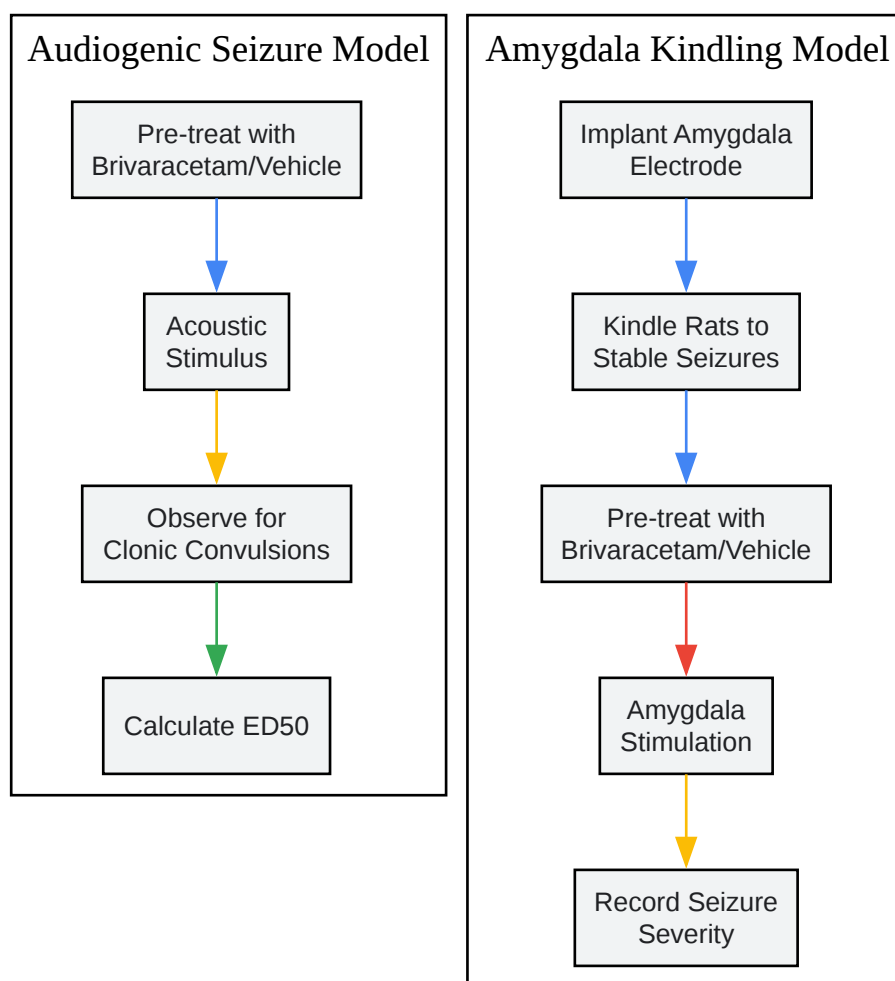 Audiogenic Seizure Model
Pre-treat with
Brivaracetam/Vehicle
Acoustic
Stimulus
Observe for
Clonic Convulsions
Calculate ED50
Amygdala Kindling Model
Implant Amygdala
Electrode
Kindle Rats to
Stable Seizures
Pre-treat with
Brivaracetam/Vehicle
Amygdala
Stimulation
Record Seizure
Severity